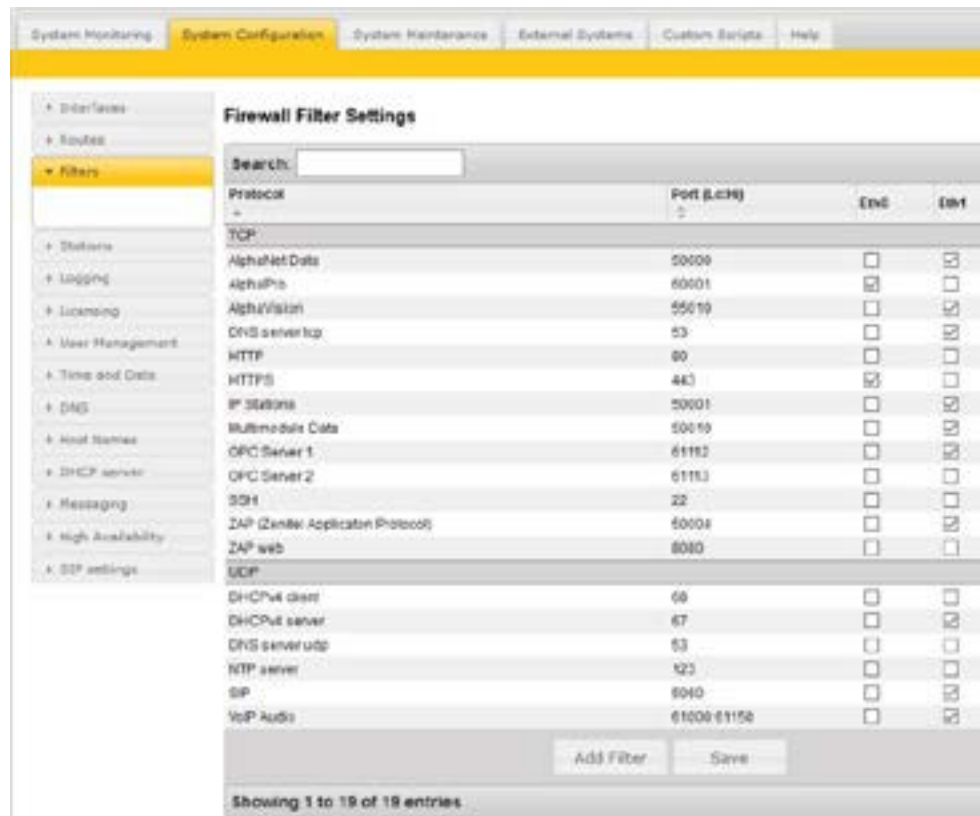 System Monitoring System Configuration System Maintenance External Systems Custom Scripts Help
Interfaces
Routes
Filters
Stations
Logging
Licensing
User Management
Time and Date
DNS
Host Names
DHCP server
Messaging
High Availability
SIP settings
Firewall Filter Settings
Search:
Protocol Port (Lo:Hi) Eth0 Eth1
TCP
AlphaNet Data 50000
AlphaPro 60001
AlphaVision 55010
DNS server tcp 53
HTTP 80
HTTPS 443
IP Stations 50001
Multimodule Data 50010
OPC Server 1 61112
OPC Server 2 61113
SSH 22
ZAP (Zenitel Application Protocol) 50004
ZAP web 8080
UDP
DHCPv4 client 68
DHCPv4 server 67
DNS server udp 53
NTP server 123
SIP 5060
VoIP Audio 61000:61150
Add Filter Save
Showing 1 to 19 of 19 entries